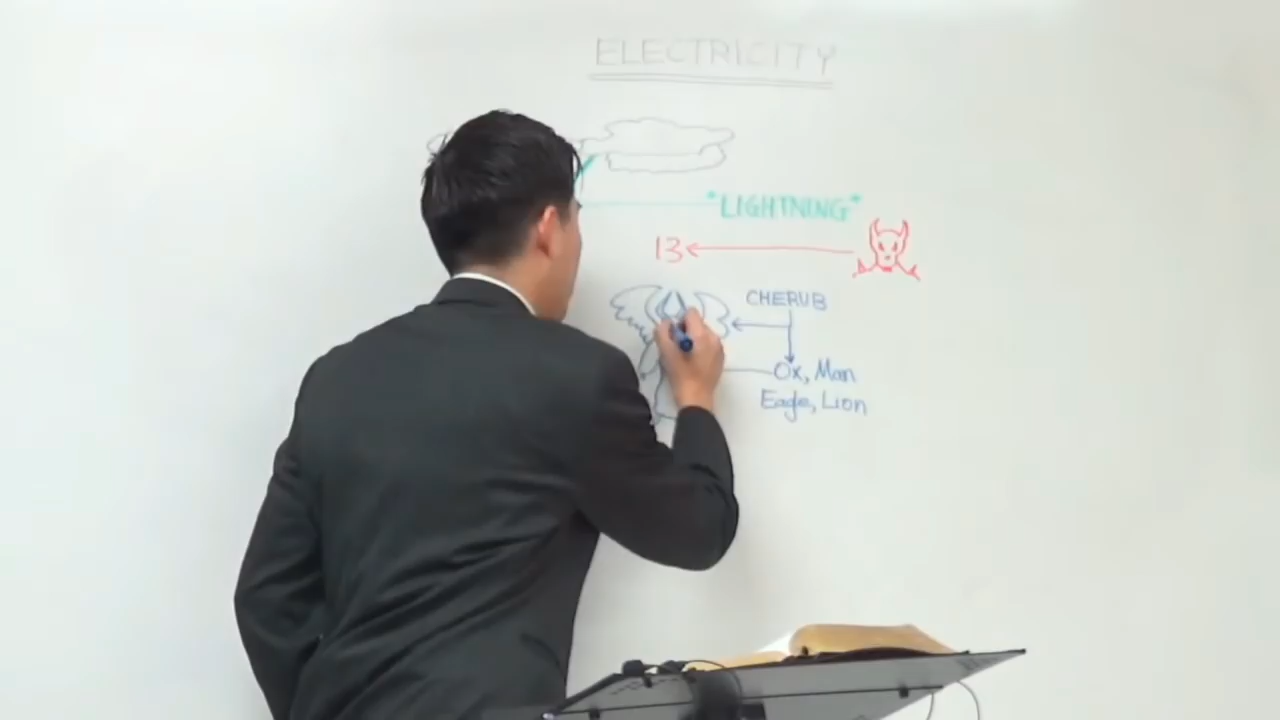 ELECTRICITY
"LIGHTNING"
13
CHERUB
Ox, Man
Eagle, Lion